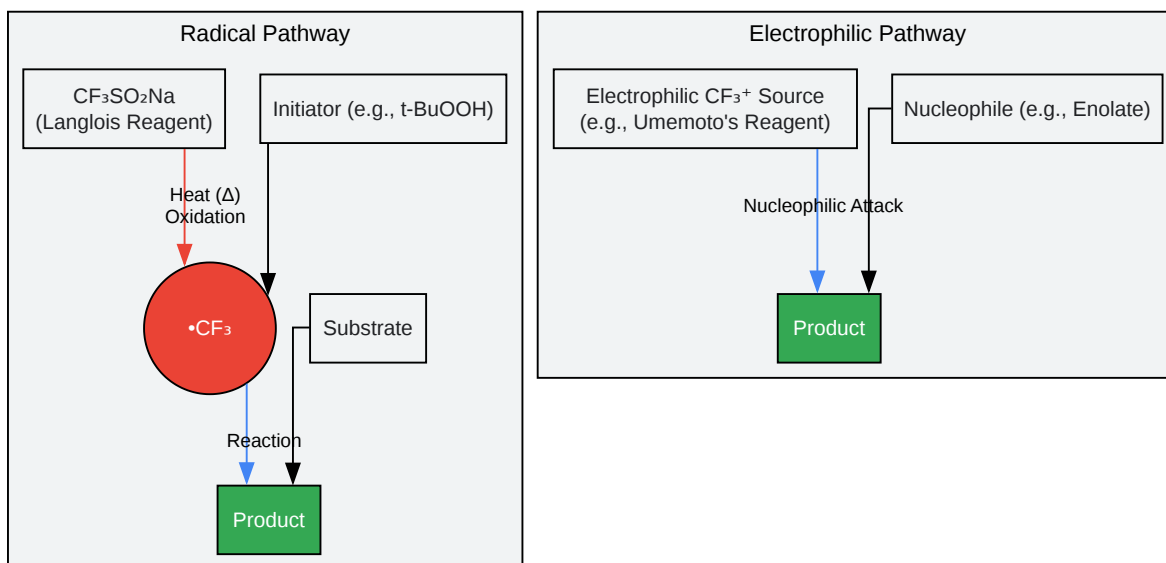 Radical Pathway
CF₃SO₂Na
(Langlois Reagent)
Initiator (e.g., t-BuOOH)
Heat (Δ)
Oxidation
•CF₃
Substrate
Reaction
Product
Electrophilic Pathway
Electrophilic CF₃⁺ Source
(e.g., Umemoto's Reagent)
Nucleophile (e.g., Enolate)
Nucleophilic Attack
Product